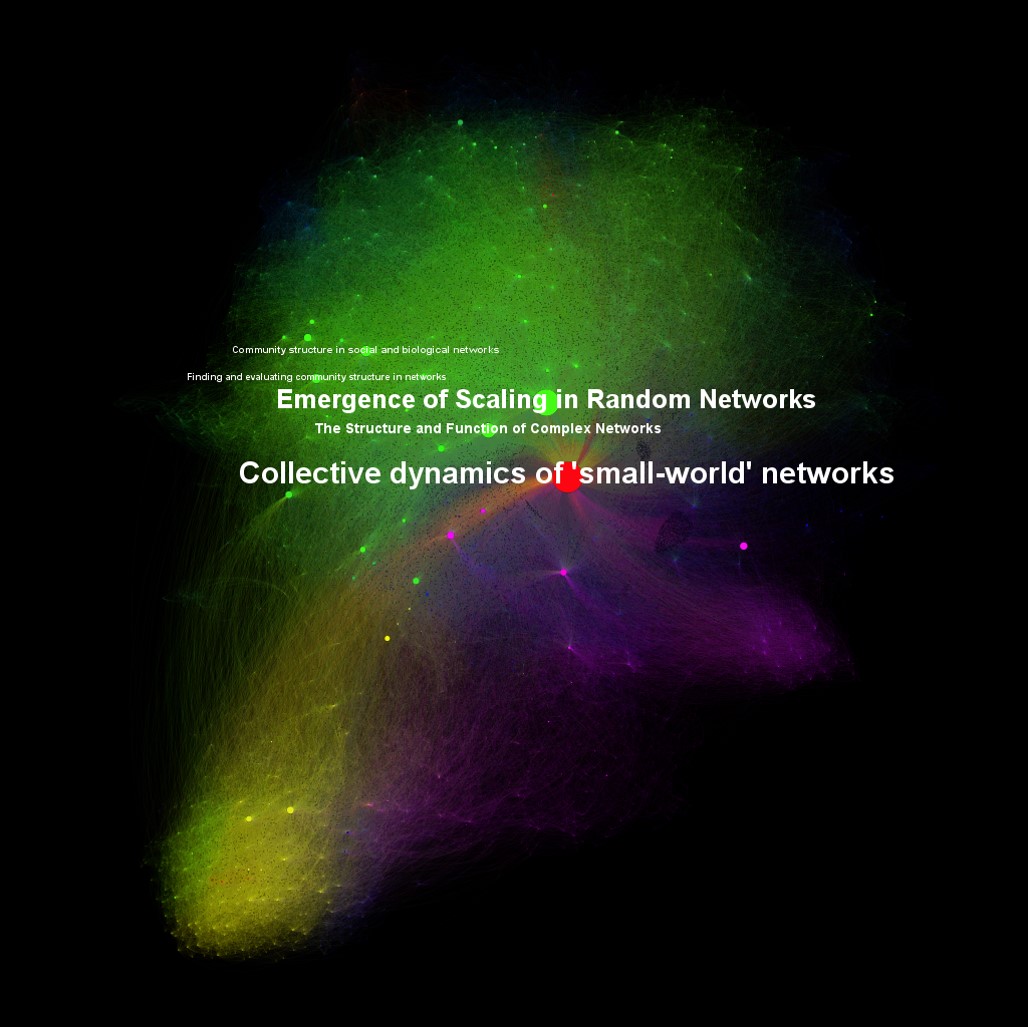 Community structure in social and biological networks
Finding and evaluating community structure in networks
Emergence of Scaling in Random Networks
The Structure and Function of Complex Networks
Collective dynamics of 'small-world' networks